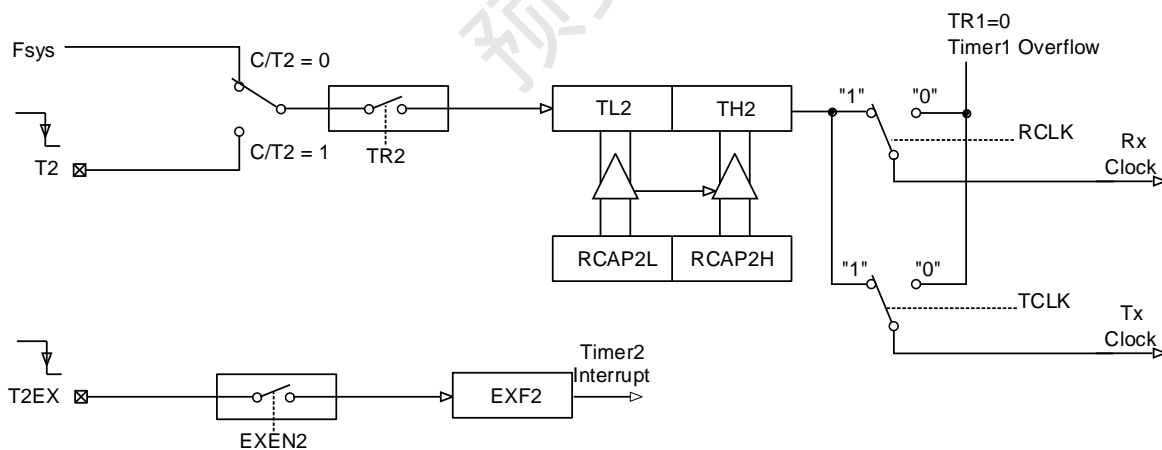 预
TR1=0
Timer1 Overflow
Fsys
C/T2 = 0
TL2
TH2
"1"
"0"
RCLK
Rx
Clock
T2
C/T2 = 1
TR2
RCAP2L
RCAP2H
"1"
"0"
TCLK
Tx
Clock
Timer2
Interrupt
T2EX
EXF2
EXEN2